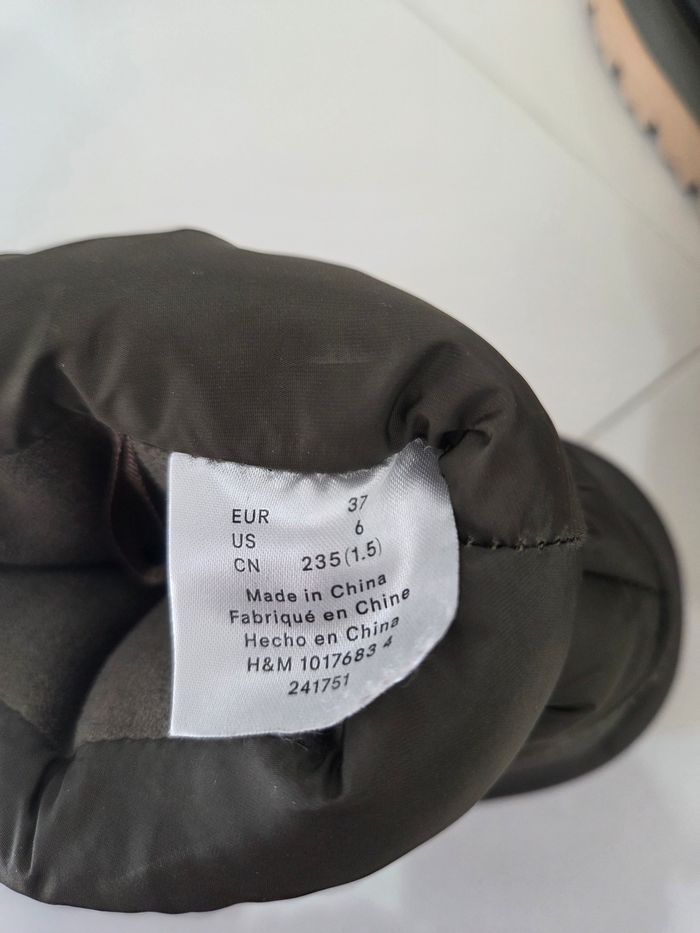 EUR 37
US 6
CN 235(1.5)
Made in China
Fabriqué en Chine
Hecho en China
H&M 1017683 4
241751